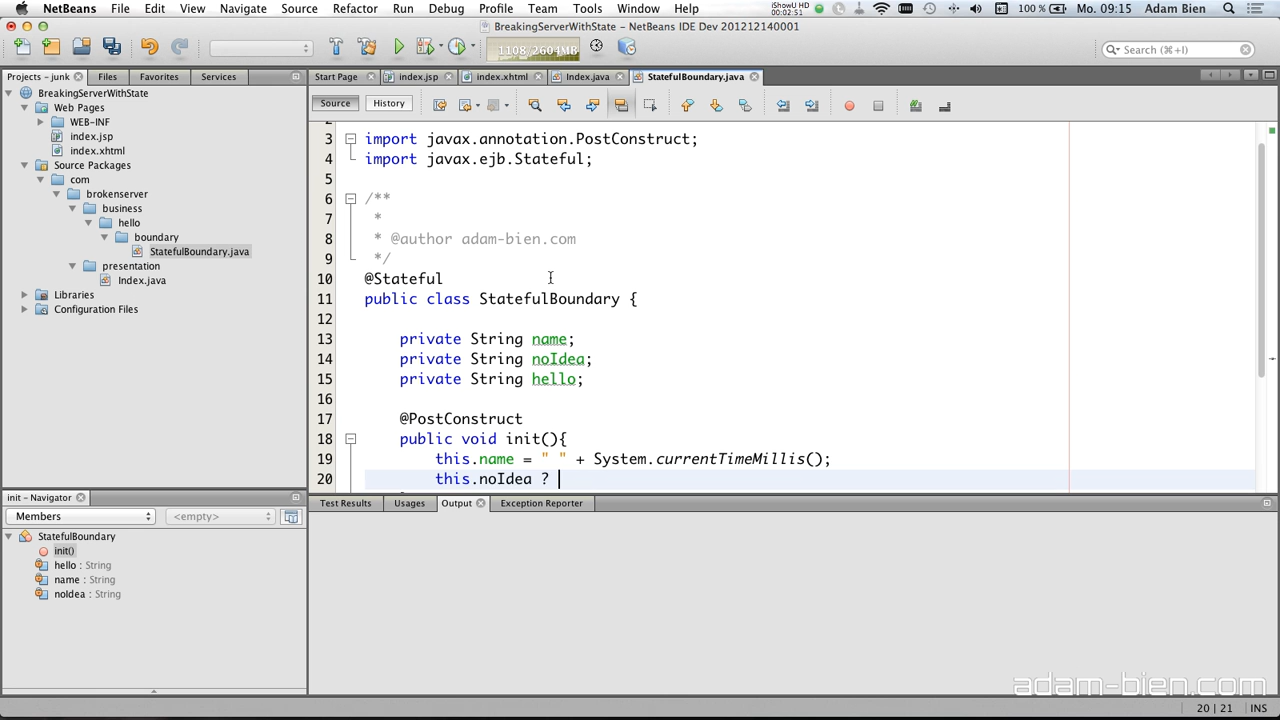 NetBeans File Edit View Navigate Source Refactor Run Debug Profile Team Tools Window Help iShowU HD 00:02:51 100 % Mo. 09:15 Adam Bien
BreakingServerWithState - NetBeans IDE Dev 201212140001
1108/2604MB Search (⌘+I)
Projects - junk Files Favorites Services
Start Page index.jsp index.xhtml Index.java StatefulBoundary.java
BreakingServerWithState
Web Pages
WEB-INF
index.jsp
index.xhtml
Source Packages
com
brokenserver
business
hello
boundary
StatefulBoundary.java
presentation
Index.java
Libraries
Configuration Files
Source History
3 import javax.annotation.PostConstruct;
4 import javax.ejb.Stateful;
5
6 /**
7 *
8 * @author adam-bien.com
9 */
10 @Stateful
11 public class StatefulBoundary {
12
13 private String name;
14 private String noIdea;
15 private String hello;
16
17 @PostConstruct
18 public void init(){
19 this.name = " " + System.currentTimeMillis();
20 this.noIdea ?
init - Navigator
Members <empty>
StatefulBoundary
init()
hello : String
name : String
noIdea : String
Test Results Usages Output Exception Reporter
adam-bien.com
20 | 21 INS